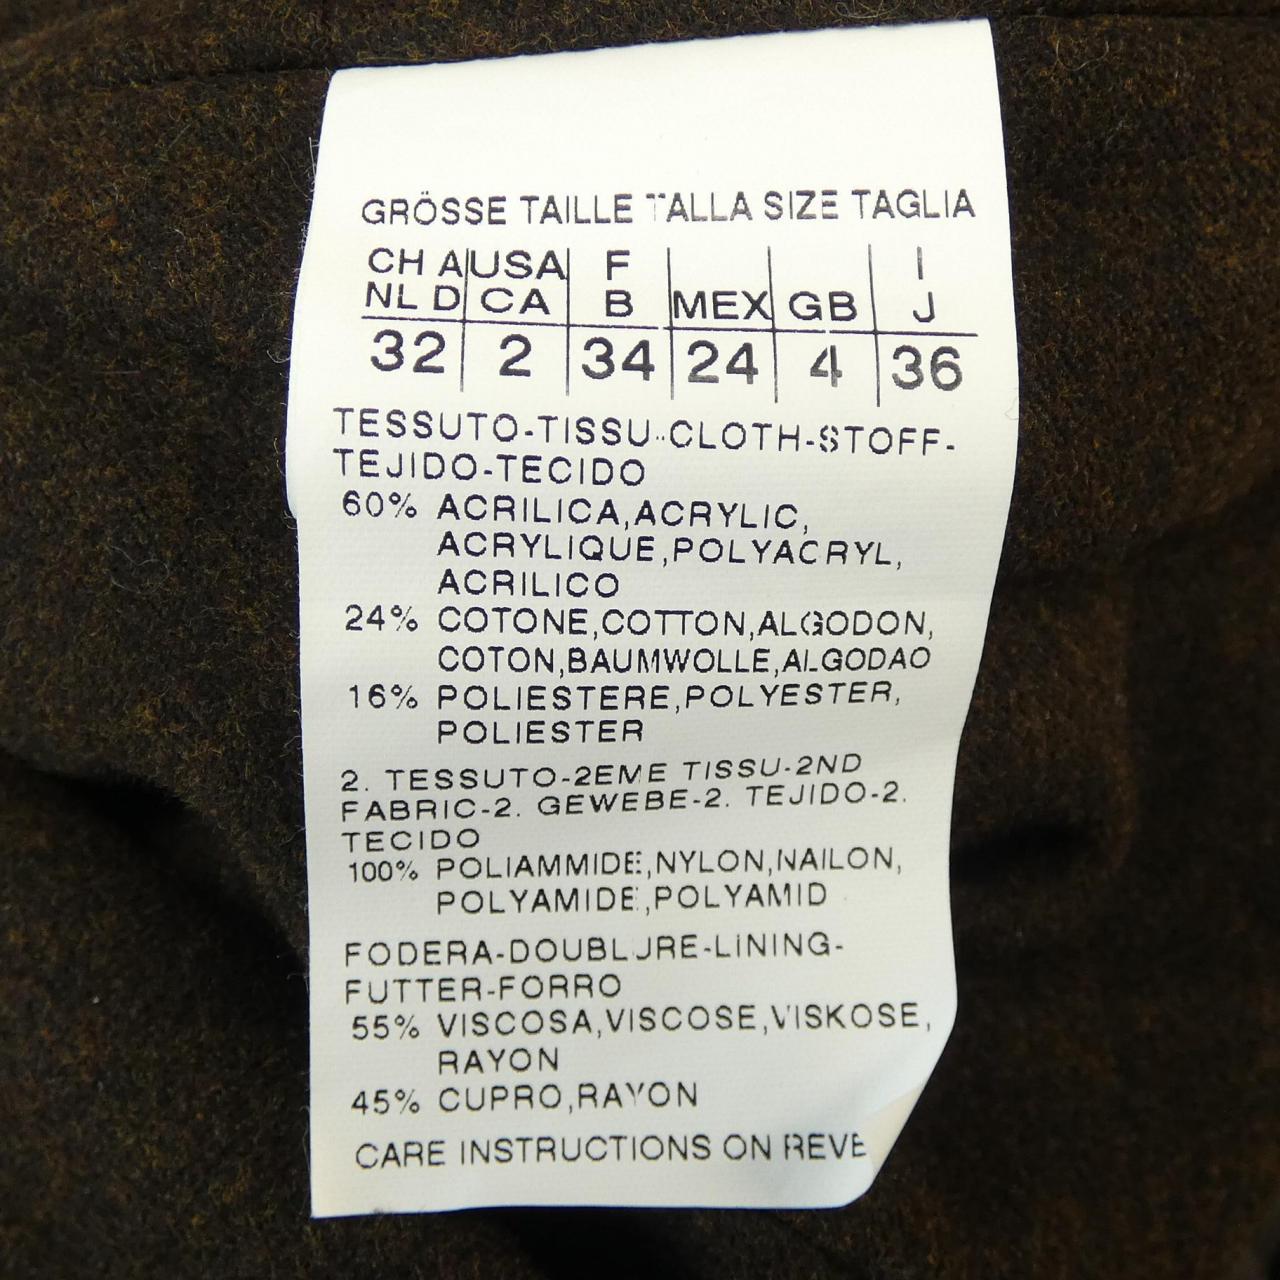 GRÖSSE TAILLE TALLA SIZE TAGLIA
CH A USA F I
NL D CA B MEX GB J
32 2 34 24 4 36
TESSUTO-TISSU-CLOTH-STOFF-
TEJIDO-TECIDO
60% ACRILICA,ACRYLIC,
ACRYLIQUE,POLYACRYL,
ACRILICO
24% COTONE,COTTON,ALGODON,
COTON,BAUMWOLLE,ALGODAO
16% POLIESTERE,POLYESTER,
POLIESTER
2. TESSUTO-2EME TISSU-2ND
FABRIC-2. GEWEBE-2. TEJIDO-2.
TECIDO
100% POLIAMMIDE,NYLON,NAILON,
POLYAMIDE,POLYAMID
FODERA-DOUBLURE-LINING-
FUTTER-FORRO
55% VISCOSA,VISCOSE,VISKOSE,
RAYON
45% CUPRO,RAYON
CARE INSTRUCTIONS ON REVE